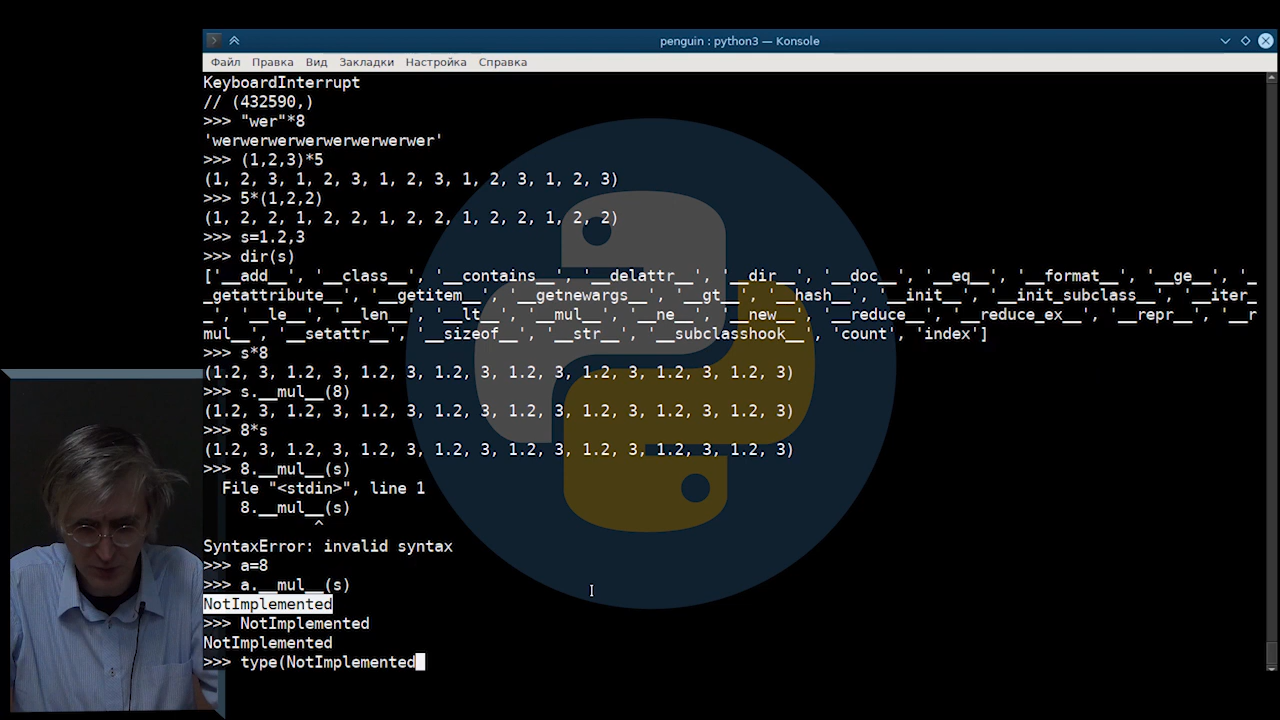 penguin : python3 — Konsole
Файл Правка Вид Закладки Настройка Справка
KeyboardInterrupt
// (432590,)
>>> "wer"*8
'werwerwerwerwerwerwerwer'
>>> (1,2,3)*5
(1, 2, 3, 1, 2, 3, 1, 2, 3, 1, 2, 3, 1, 2, 3)
>>> 5*(1,2,2)
(1, 2, 2, 1, 2, 2, 1, 2, 2, 1, 2, 2, 1, 2, 2)
>>> s=1.2,3
>>> dir(s)
['__add__', '__class__', '__contains__', '__delattr__', '__dir__', '__doc__', '__eq__', '__format__', '__ge__', '_
_getattribute__', '__getitem__', '__getnewargs__', '__gt__', '__hash__', '__init__', '__init_subclass__', '__iter_
_', '__le__', '__len__', '__lt__', '__mul__', '__ne__', '__new__', '__reduce__', '__reduce_ex__', '__repr__', '__r
mul__', '__setattr__', '__sizeof__', '__str__', '__subclasshook__', 'count', 'index']
>>> s*8
(1.2, 3, 1.2, 3, 1.2, 3, 1.2, 3, 1.2, 3, 1.2, 3, 1.2, 3, 1.2, 3)
>>> s.__mul__(8)
(1.2, 3, 1.2, 3, 1.2, 3, 1.2, 3, 1.2, 3, 1.2, 3, 1.2, 3, 1.2, 3)
>>> 8*s
(1.2, 3, 1.2, 3, 1.2, 3, 1.2, 3, 1.2, 3, 1.2, 3, 1.2, 3, 1.2, 3)
>>> 8.__mul__(s)
File "<stdin>", line 1
8.__mul__(s)
^
SyntaxError: invalid syntax
>>> a=8
>>> a.__mul__(s)
NotImplemented
>>> NotImplemented
NotImplemented
>>> type(NotImplemented